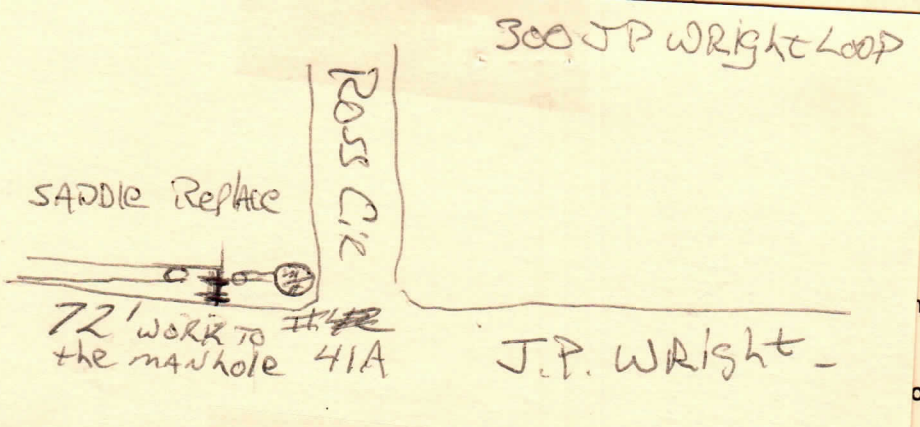 300 JP WRight LOOP
Ross Cir
SADDle Replace
72' WORK TO
the MANhole
41A
J.P. WRight -